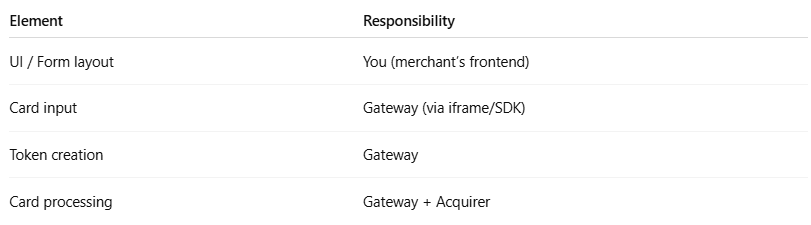 Element Responsibility
UI / Form layout You (merchant’s frontend)
Card input Gateway (via iframe/SDK)
Token creation Gateway
Card processing Gateway + Acquirer